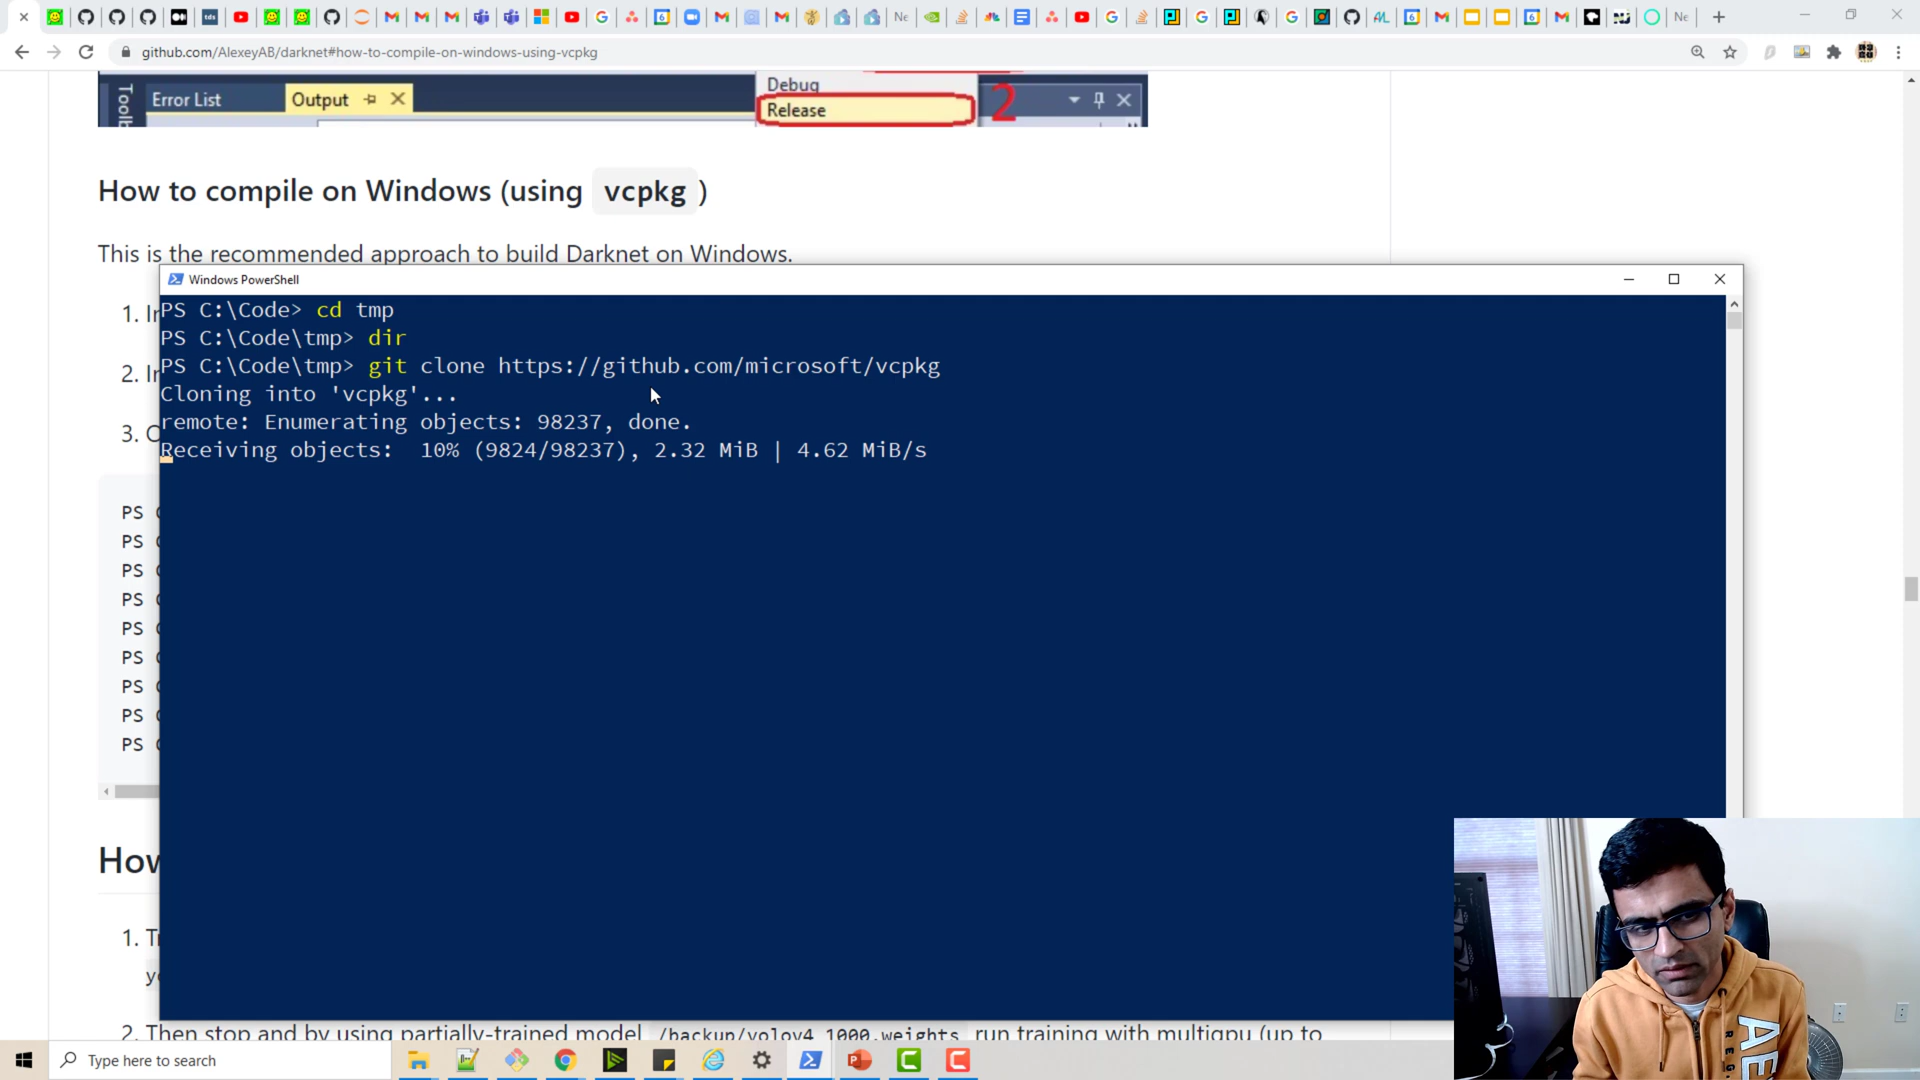 github.com/AlexeyAB/darknet#how-to-compile-on-windows-using-vcpkg
Debug
Error List
Output
Release
2
How to compile on Windows (using vcpkg )
This is the recommended approach to build Darknet on Windows.
Windows PowerShell
1. In
2. In
3. C
PS C:\Code> cd tmp
PS C:\Code\tmp> dir
PS C:\Code\tmp> git clone https://github.com/microsoft/vcpkg
Cloning into 'vcpkg'...
remote: Enumerating objects: 98237, done.
Receiving objects: 10% (9824/98237), 2.32 MiB | 4.62 MiB/s
PS
PS
PS
PS
PS
PS
PS
PS
PS
How
1. Tr
yo
2. Then stop and by using partially-trained model /backup/yolov4_1000.weights run training with multigpu (up to
Type here to search